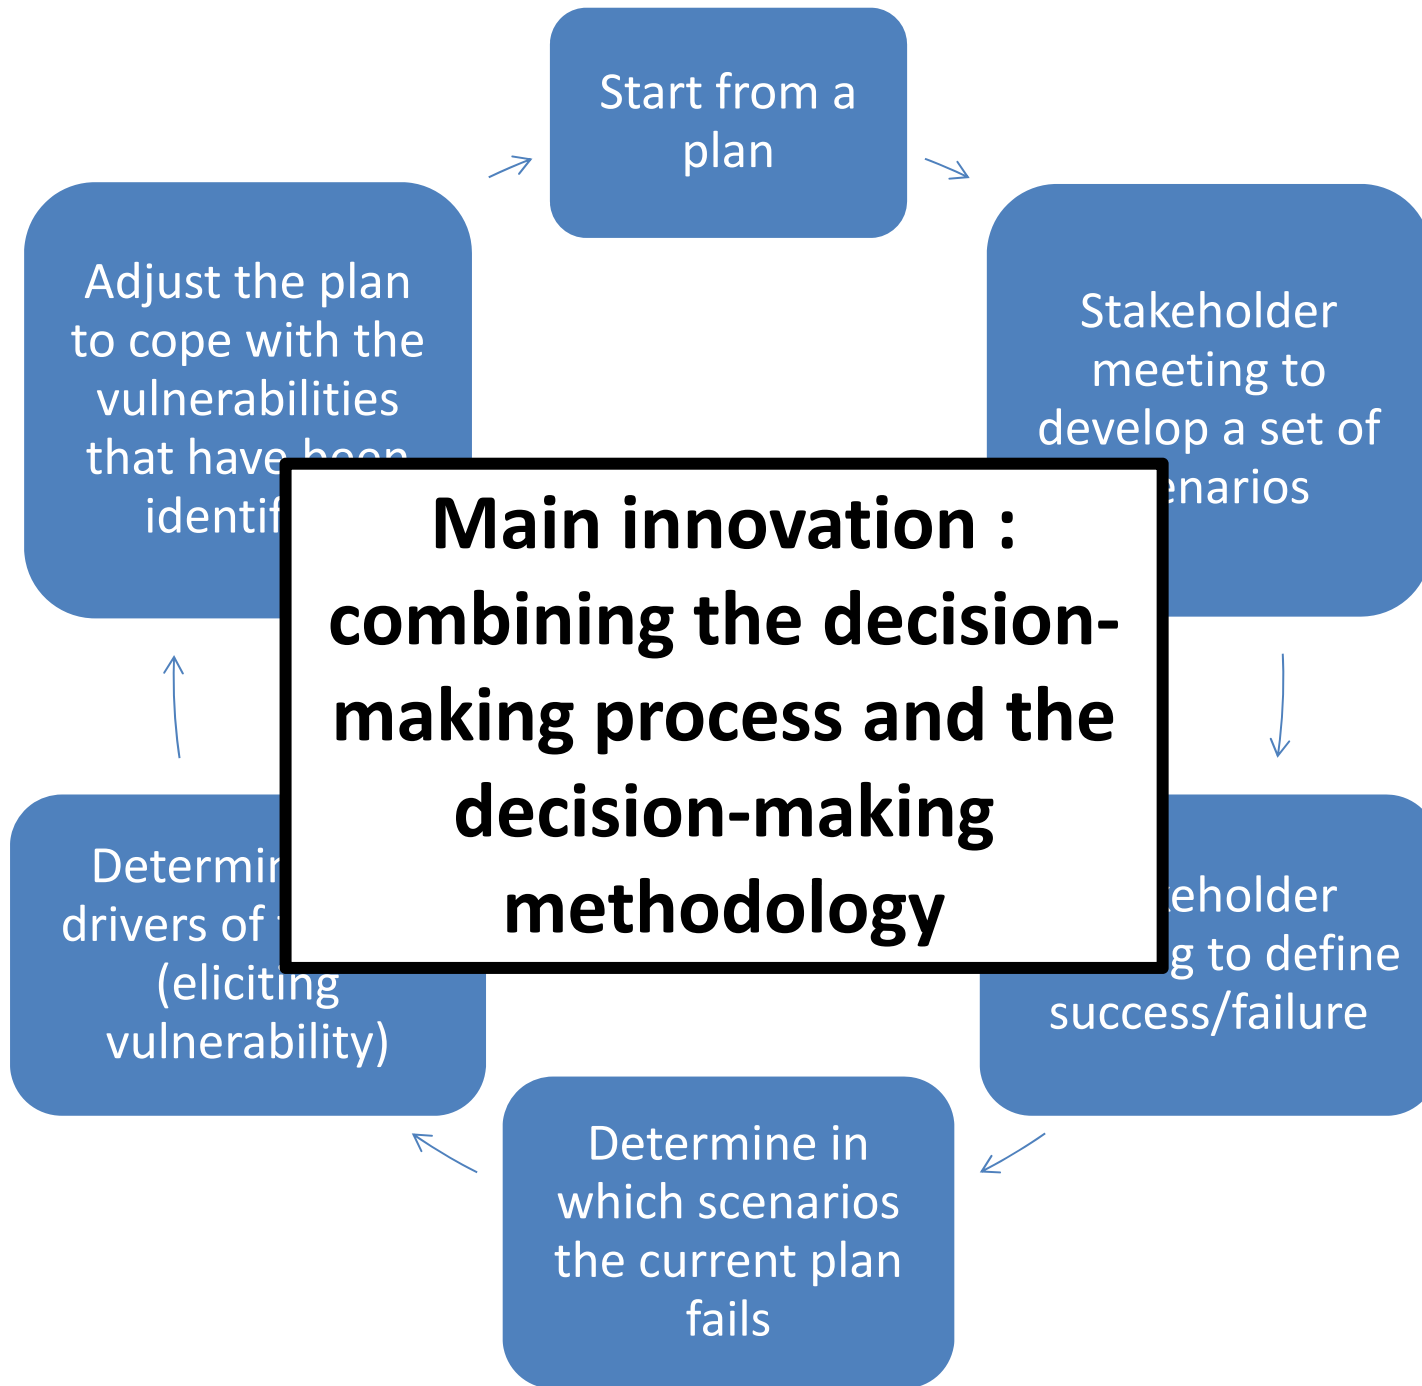 Start from a
plan
Stakeholder
meeting to
develop a set of
enarios
eholder
g to define
success/failure
Determine in
which scenarios
the current plan
fails
Determin
drivers of
(eliciting
vulnerability)
Adjust the plan
to cope with the
vulnerabilities
that have been
identif
Main innovation :
combining the decision-
making process and the
decision-making
methodology